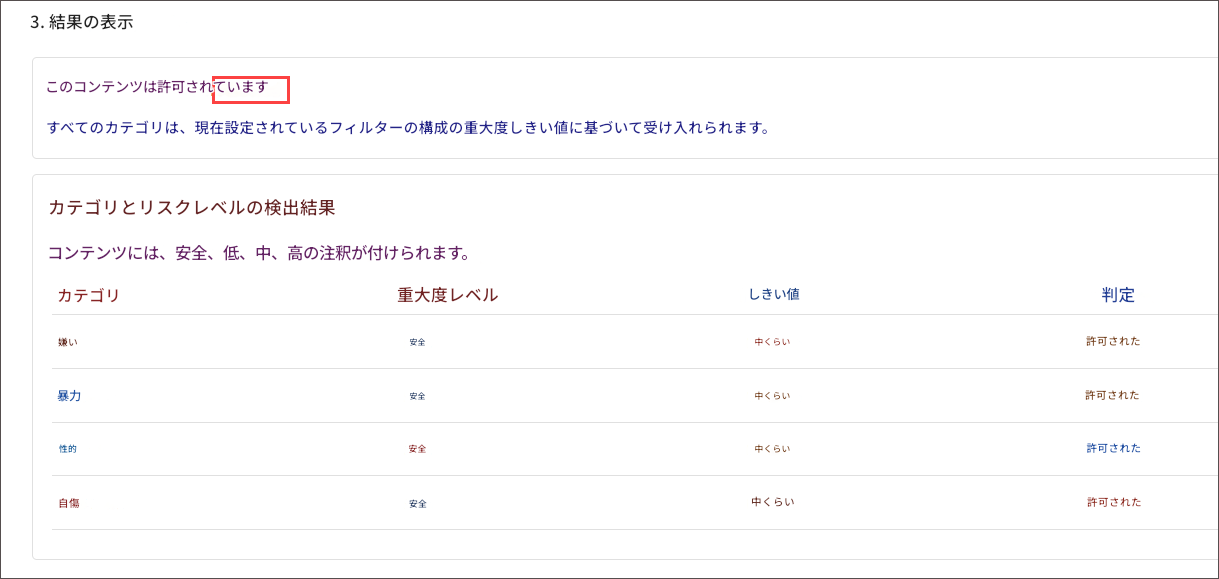 3. 結果の表示
このコンテンツは許可されています
すべてのカテゴリは、現在設定されているフィルターの構成の重大度しきい値に基づいて受け入れられます。
カテゴリとリスクレベルの検出結果
コンテンツには、安全、低、中、高の注釈が付けられます。
カテゴリ 重大度レベル しきい値 判定
嫌い 安全 中くらい 許可された
暴力 安全 中くらい 許可された
性的 安全 中くらい 許可された
自傷 安全 中くらい 許可された